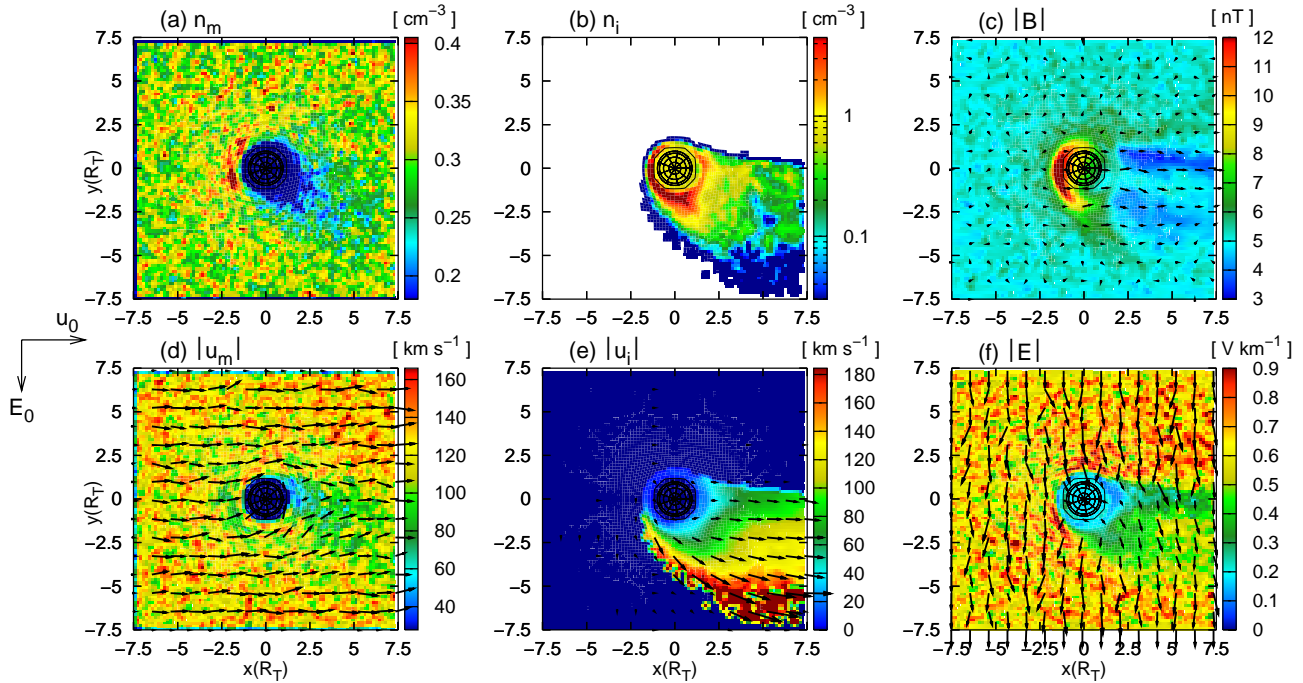 (a) n_m [ cm⁻³ ] (b) n_i [ cm⁻³ ] (c) |B| [ nT ]
7.5 0.4 7.5 7.5 12
11
5 5 5
10
2.5 0.35 2.5 1 2.5 9
y(R_T) 0 0.3 0 0 8
7
−2.5 0.25 −2.5 −2.5 6
5
−5 0.2 −5 0.1 −5 4
−7.5 −7.5 −7.5 3
−7.5 −5 −2.5 0 2.5 5 7.5 −7.5 −5 −2.5 0 2.5 5 7.5 −7.5 −5 −2.5 0 2.5 5 7.5
u_0
E_0
(d) |u_m| [ km s⁻¹ ] (e) |u_i| [ km s⁻¹ ] (f) |E| [ V km⁻¹ ]
7.5 160 7.5 180 7.5 0.9
5 140 5 160 5 0.8
2.5 120 2.5 140 2.5 0.7
120 0.6
y(R_T) 0 100 0 100 0 0.5
80 80 0.4
−2.5 −2.5 60 −2.5 0.3
−5 60 −5 40 −5 0.2
40 20 0.1
−7.5 −7.5 0 −7.5 0
−7.5 −5 −2.5 0 2.5 5 7.5 −7.5 −5 −2.5 0 2.5 5 7.5 −7.5 −5 −2.5 0 2.5 5 7.5
x(R_T) x(R_T) x(R_T)